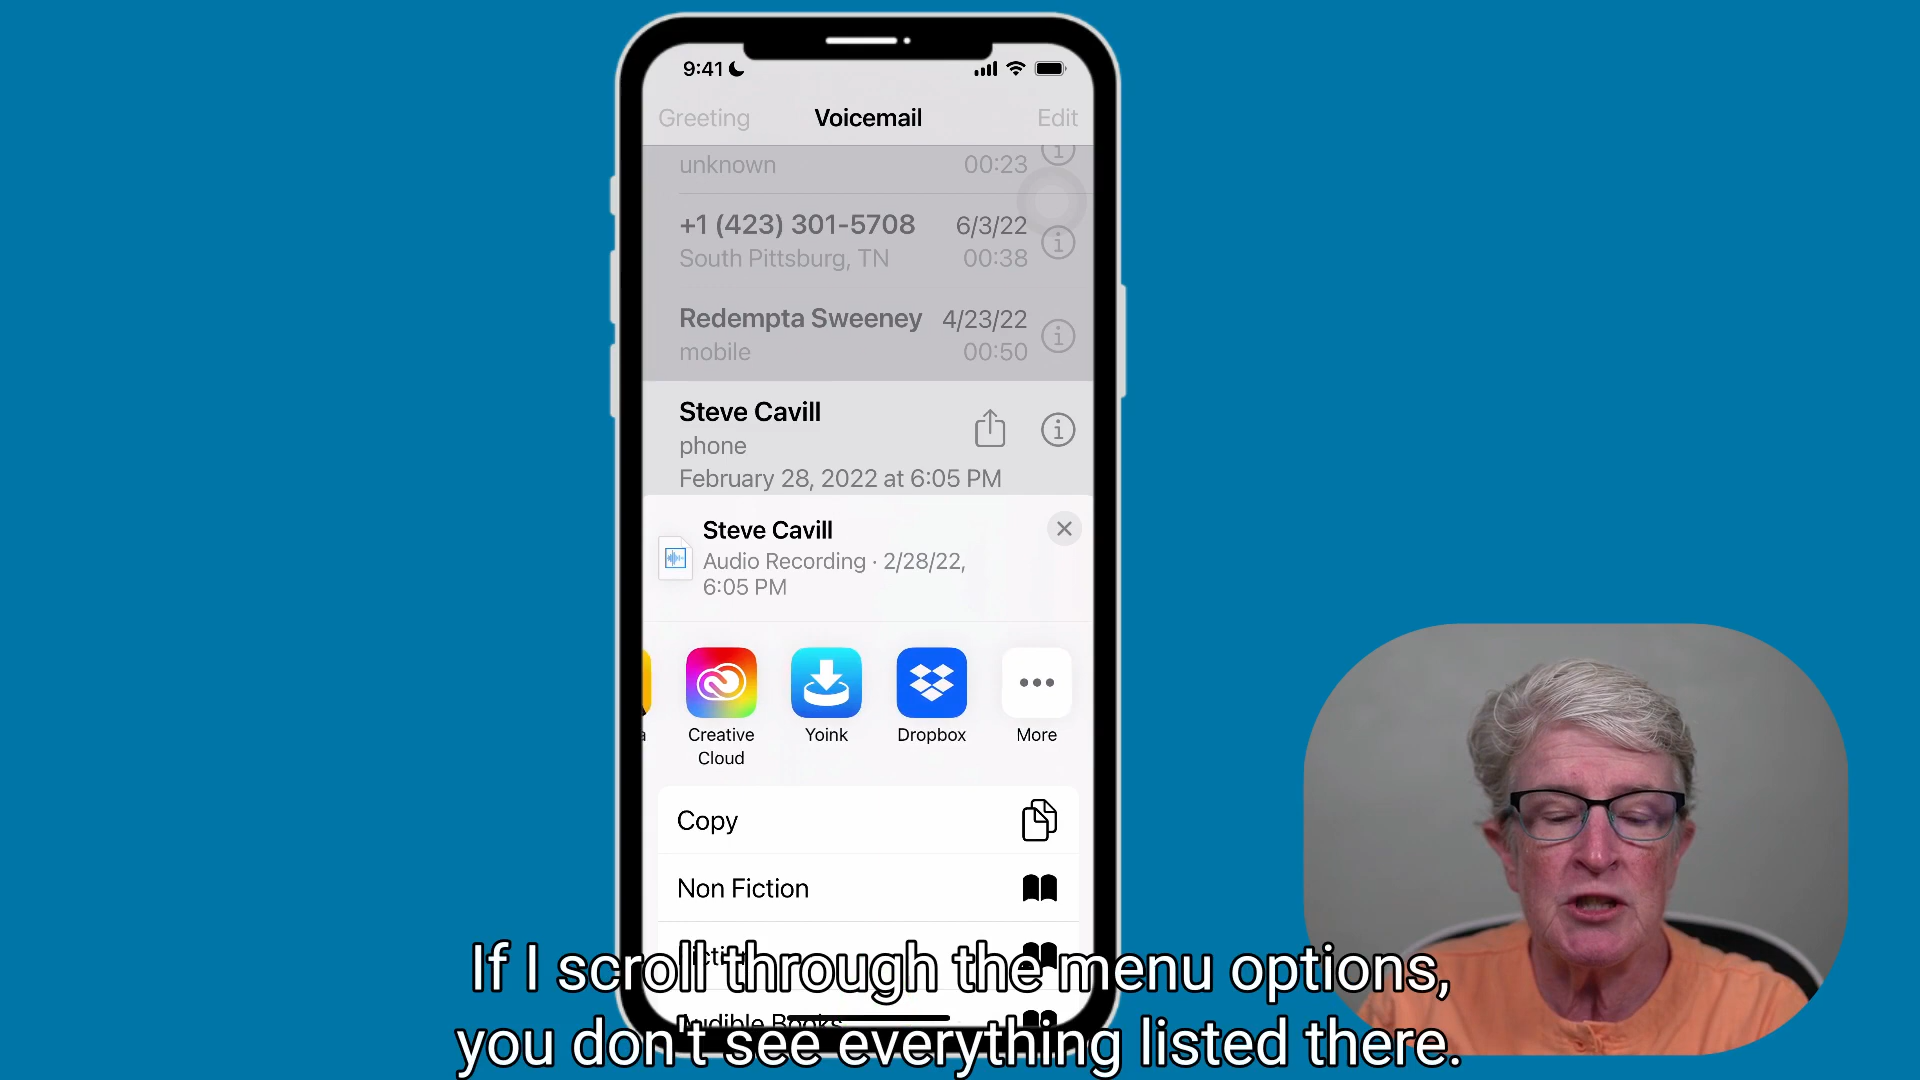 9:41
Greeting
Voicemail
Edit
unknown
00:23
+1 (423) 301-5708
6/3/22
South Pittsburg, TN
00:38
Redempta Sweeney
4/23/22
mobile
00:50
Steve Cavill
phone
February 28, 2022 at 6:05 PM
Steve Cavill
Audio Recording · 2/28/22,
6:05 PM
Creative
Cloud
Yoink
Dropbox
More
Copy
Non Fiction
Fiction
Audible Books
If I scroll through the menu options,
you don't see everything listed there.